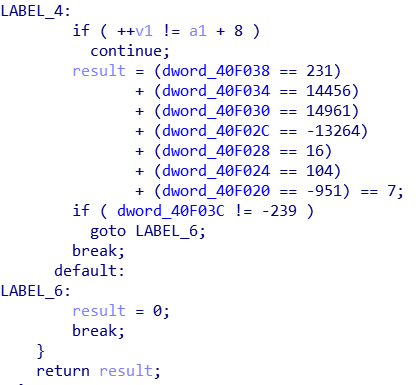 LABEL_4:
if ( ++v1 != a1 + 8 )
continue;
result = (dword_40F038 == 231)
+ (dword_40F034 == 14456)
+ (dword_40F030 == 14961)
+ (dword_40F02C == -13264)
+ (dword_40F028 == 16)
+ (dword_40F024 == 104)
+ (dword_40F020 == -951) == 7;
if ( dword_40F03C != -239 )
goto LABEL_6;
break;
default:
LABEL_6:
result = 0;
break;
}
return result;